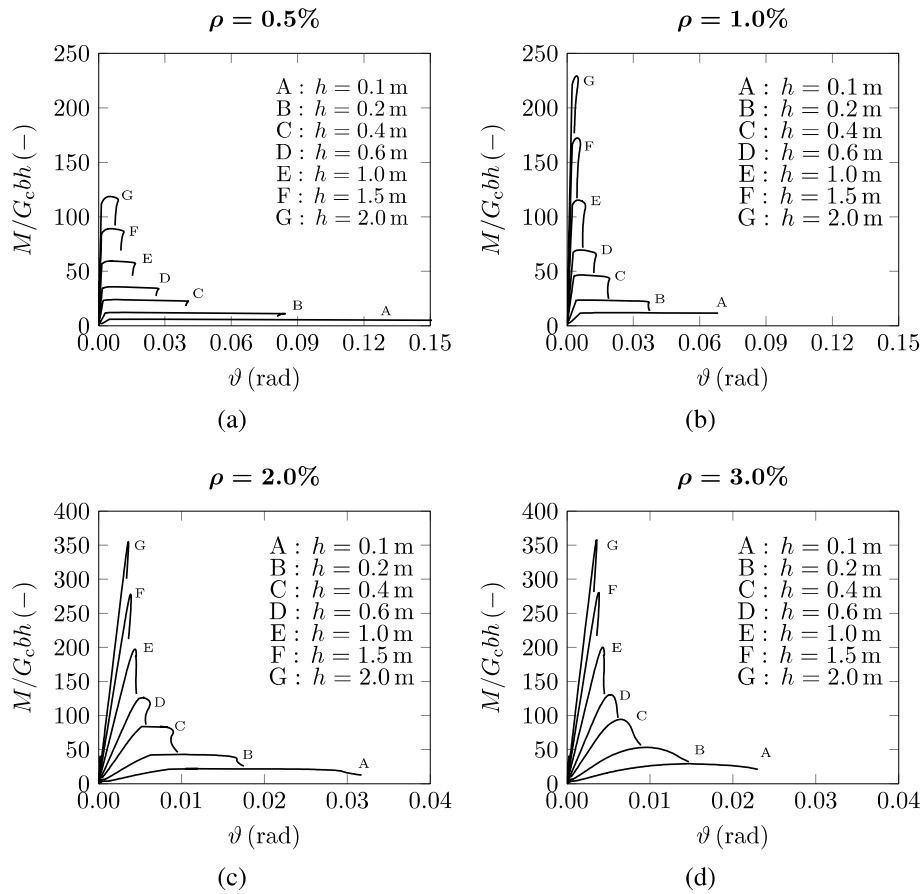 ρ = 0.5%
250
200
150
100
50
0
M/G_c bh (−)
A : h = 0.1 m
B : h = 0.2 m
C : h = 0.4 m
D : h = 0.6 m
E : h = 1.0 m
F : h = 1.5 m
G : h = 2.0 m
G
F
E
D
C
B
A
0.00 0.03 0.06 0.09 0.12 0.15
ϑ (rad)
(a)
ρ = 1.0%
250
200
150
100
50
0
M/G_c bh (−)
A : h = 0.1 m
B : h = 0.2 m
C : h = 0.4 m
D : h = 0.6 m
E : h = 1.0 m
F : h = 1.5 m
G : h = 2.0 m
G
F
E
D
C
B
A
0.00 0.03 0.06 0.09 0.12 0.15
ϑ (rad)
(b)
ρ = 2.0%
400
350
300
250
200
150
100
50
0
M/G_c bh (−)
A : h = 0.1 m
B : h = 0.2 m
C : h = 0.4 m
D : h = 0.6 m
E : h = 1.0 m
F : h = 1.5 m
G : h = 2.0 m
G
F
E
D
C
B
A
0.00 0.01 0.02 0.03 0.04
ϑ (rad)
(c)
ρ = 3.0%
400
350
300
250
200
150
100
50
0
M/G_c bh (−)
A : h = 0.1 m
B : h = 0.2 m
C : h = 0.4 m
D : h = 0.6 m
E : h = 1.0 m
F : h = 1.5 m
G : h = 2.0 m
G
F
E
D
C
B
A
0.00 0.01 0.02 0.03 0.04
ϑ (rad)
(d)